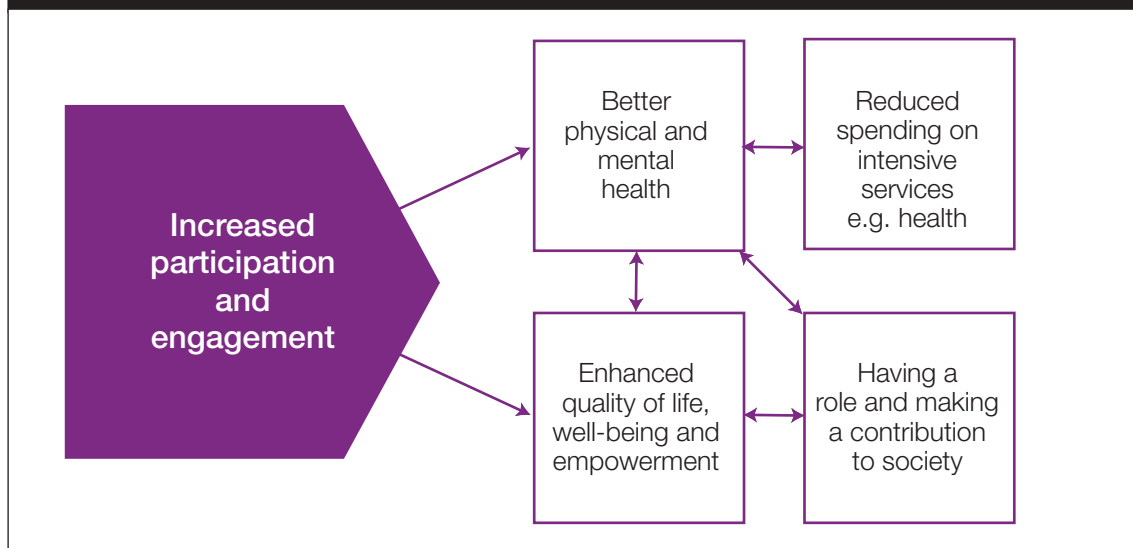 Increased
participation
and
engagement
Better
physical and
mental
health
Reduced
spending on
intensive
services
e.g. health
Enhanced
quality of life,
well-being and
empowerment
Having a
role and making
a contribution
to society